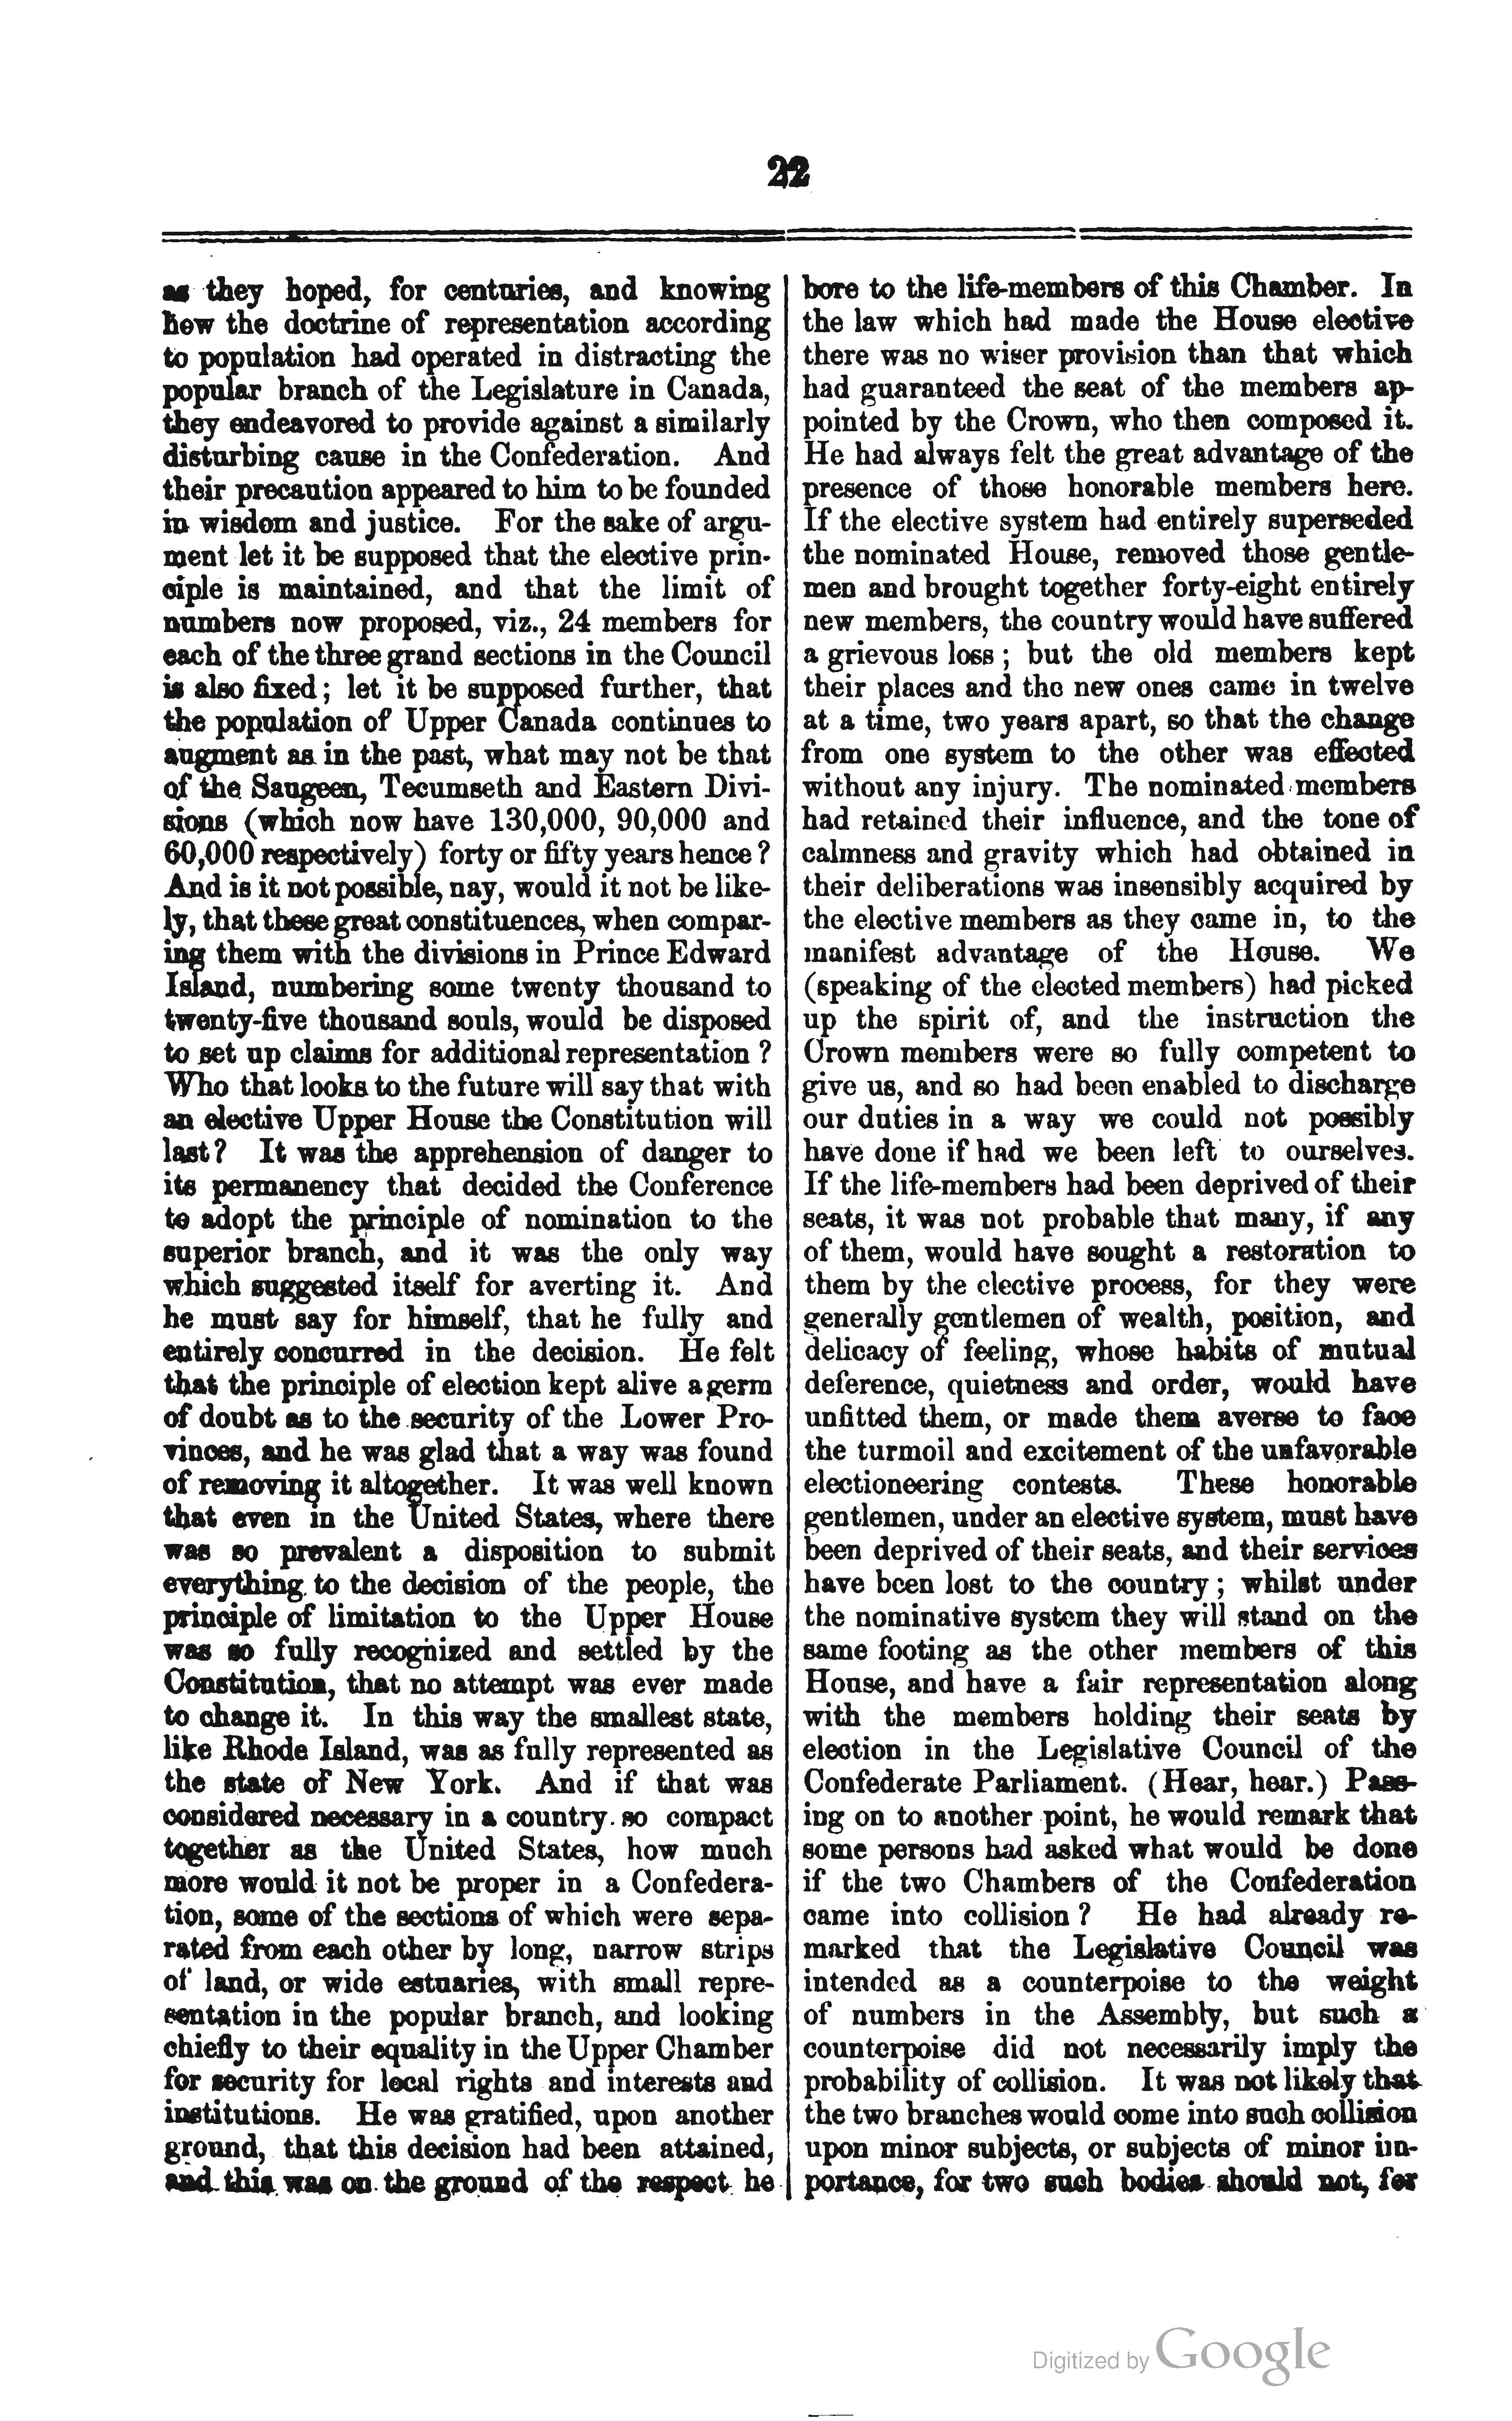 22
as they hoped, for centuries, and knowing
how the doctrine of representation according
to population had operated in distracting the
popular branch of the Legislature in Canada,
they endeavored to provide against a similarly
disturbing cause in the Confederation. And
their precaution appeared to him to be founded
in wisdom and justice. For the sake of argu-
ment let it be supposed that the elective prin-
ciple is maintained, and that the limit of
numbers now proposed, viz., 24 members for
each of the three grand sections in the Council
is also fixed; let it be supposed further, that
the population of Upper Canada continues to
augment as in the past, what may not be that
of the Saugeen, Tecumseth and Eastern Divi-
sions (which now have 130,000, 90,000 and
60,000 respectively) forty or fifty years hence?
And is it not possible, nay, would it not be like-
ly, that these great constituences, when compar-
ing them with the divisions in Prince Edward
Island, numbering some twenty thousand to
twenty-five thousand souls, would be disposed
to set up claims for additional representation?
Who that looks to the future will say that with
an elective Upper House the Constitution will
last? It was the apprehension of danger to
its permanency that decided the Conference
to adopt the principle of nomination to the
superior branch, and it was the only way
which suggested itself for averting it. And
he must say for himself, that he fully and
entirely concurred in the decision. He felt
that the principle of election kept alive a germ
of doubt as to the security of the Lower Pro-
vinces, and he was glad that a way was found
of removing it altogether. It was well known
that even in the United States, where there
was so prevalent a disposition to submit
everything to the decision of the people, the
principle of limitation to the Upper House
was so fully recognized and settled by the
Constitution, that no attempt was ever made
to change it. In this way the smallest state,
like Rhode Island, was as fully represented as
the state of New York. And if that was
considered necessary in a country so compact
together as the United States, how much
more would it not be proper in a Confedera-
tion, some of the sections of which were sepa-
rated from each other by long, narrow strips
of land, or wide estuaries, with small repre-
sentation in the popular branch, and looking
chiefly to their equality in the Upper Chamber
for security for local rights and interests and
institutions. He was gratified, upon another
ground, that this decision had been attained,
and this was on the ground of the respect he
bore to the life-members of this Chamber. In
the law which had made the House elective
there was no wiser provision than that which
had guaranteed the seat of the members ap-
pointed by the Crown, who then composed it.
He had always felt the great advantage of the
presence of those honorable members here.
If the elective system had entirely superseded
the nominated House, removed those gentle-
men and brought together forty-eight entirely
new members, the country would have suffered
a grievous loss; but the old members kept
their places and the new ones came in twelve
at a time, two years apart, so that the change
from one system to the other was effected
without any injury. The nominated members
had retained their influence, and the tone of
calmness and gravity which had obtained in
their deliberations was insensibly acquired by
the elective members as they came in, to the
manifest advantage of the House. We
(speaking of the elected members) had picked
up the spirit of, and the instruction the
Crown members were so fully competent to
give us, and so had been enabled to discharge
our duties in a way we could not possibly
have done if had we been left to ourselves.
If the life-members had been deprived of their
seats, it was not probable that many, if any
of them, would have sought a restoration to
them by the elective process, for they were
generally gentlemen of wealth, position, and
delicacy of feeling, whose habits of mutual
deference, quietness and order, would have
unfitted them, or made them averse to face
the turmoil and excitement of the unfavorable
electioneering contests. These honorable
gentlemen, under an elective system, must have
been deprived of their seats, and their services
have been lost to the country; whilst under
the nominative system they will stand on the
same footing as the other members of this
House, and have a fair representation along
with the members holding their seats by
election in the Legislative Council of the
Confederate Parliament. (Hear, hear.) Pass-
ing on to another point, he would remark that
some persons had asked what would be done
if the two Chambers of the Confederation
came into collision? He had already re-
marked that the Legislative Council was
intended as a counterpoise to the weight
of numbers in the Assembly, but such a
counterpoise did not necessarily imply the
probability of collision. It was not likely that
the two branches would come into such collision
upon minor subjects, or subjects of minor im-
portance, for two such bodies should not, for
Digitized by Google